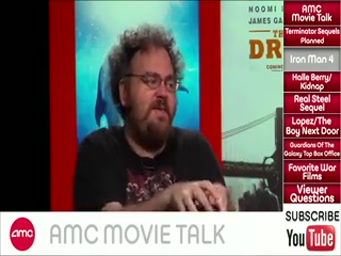 NOOMI
JAMES GA
DR
COMING
AMC
Movie Talk
Terminator Sequels
Planned
Iron Man 4
Halle Berry/
Kidnap
Real Steel
Sequel
Lopez/The
Boy Next Door
Guardians Of The
Galaxy Top Box Office
Favorite War
Films
Viewer
Questions
SUBSCRIBE
YouTube
amc
AMC MOVIE TALK